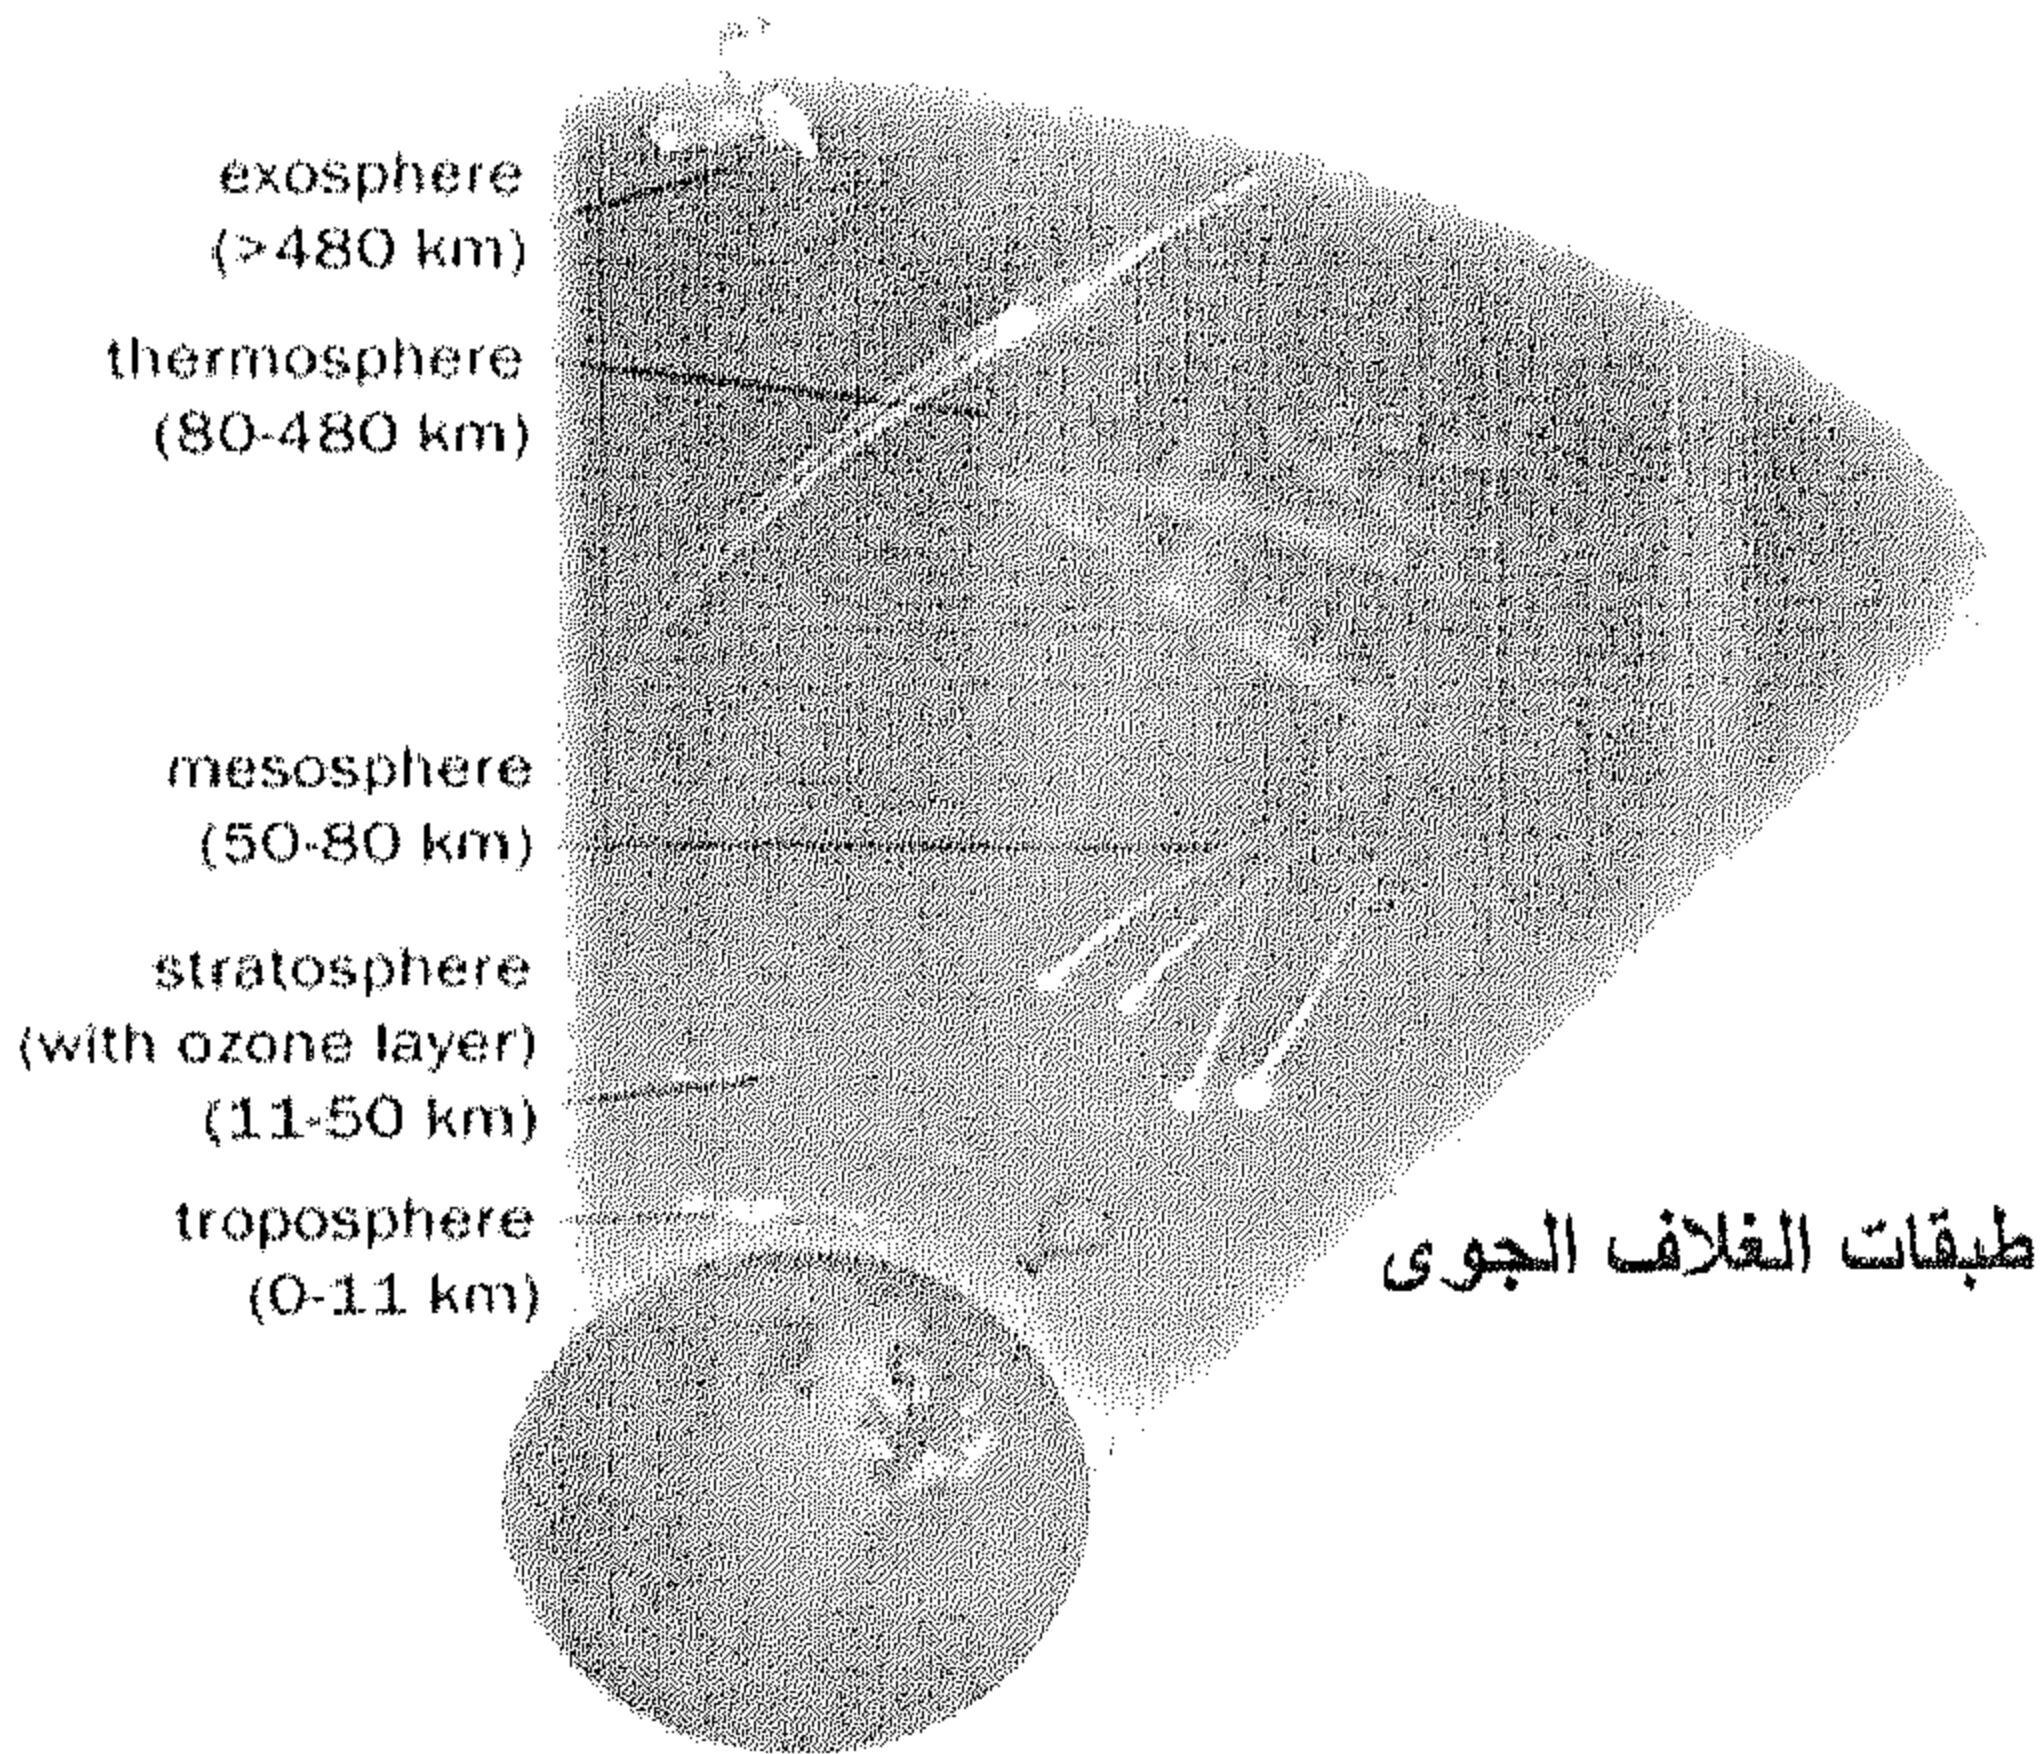 exosphere
(>480 km)
thermosphere
(80-480 km)
mesosphere
(50-80 km)
stratosphere
(with ozone layer)
(11-50 km)
troposphere
(0-11 km)
طبقات الغلاف الجوى